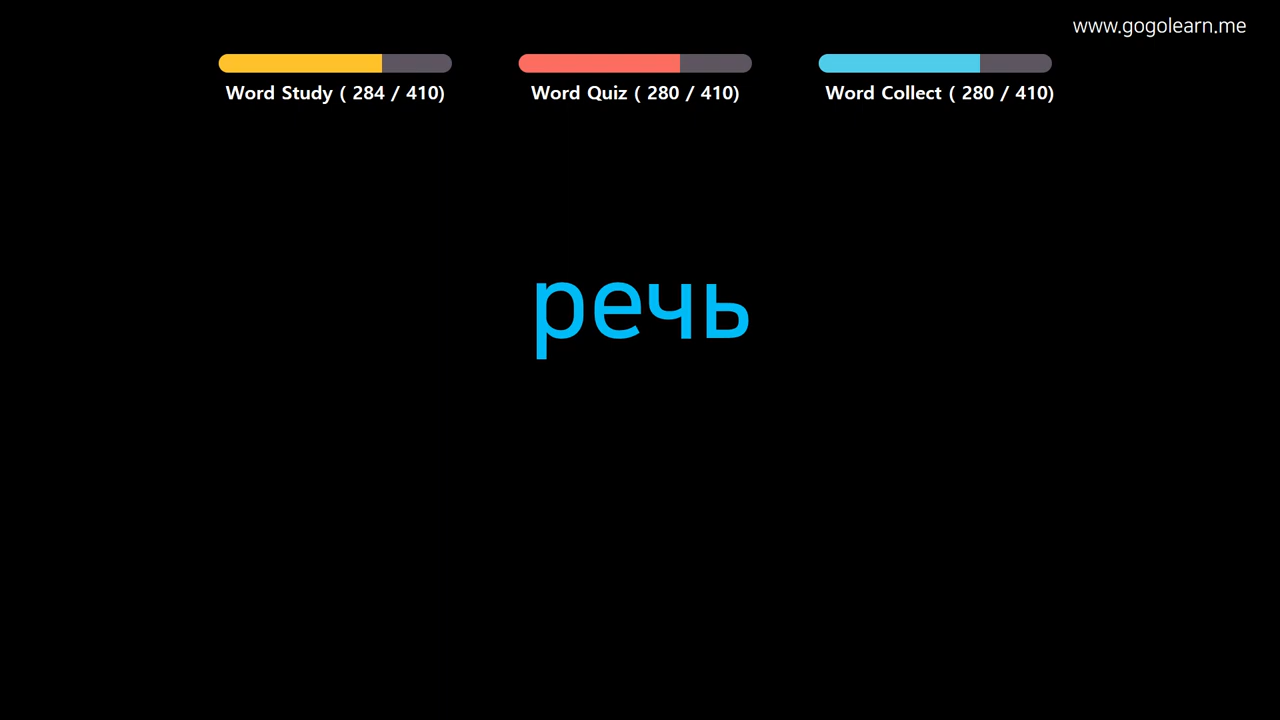 www.gogolearn.me
Word Study ( 284 / 410)
Word Quiz ( 280 / 410)
Word Collect ( 280 / 410)
речь